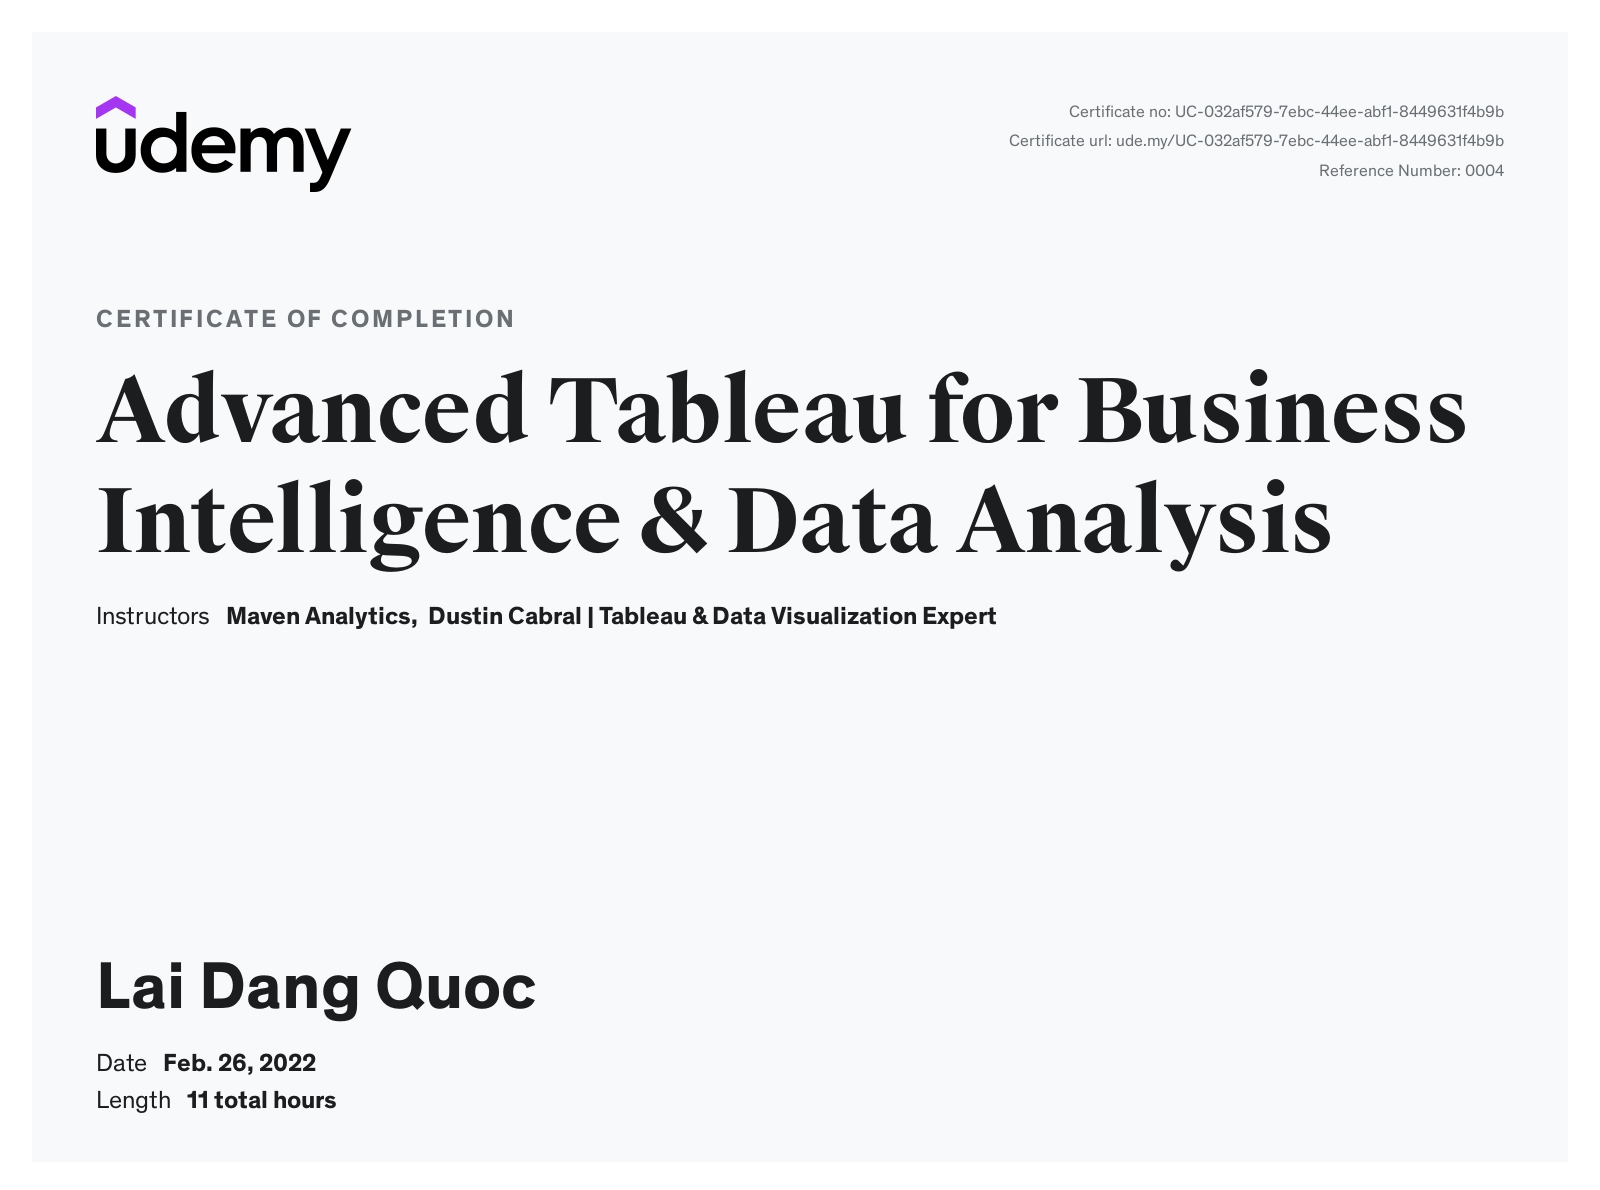 udemy
Certificate no: UC-032af579-7ebc-44ee-abf1-8449631f4b9b
Certificate url: ude.my/UC-032af579-7ebc-44ee-abf1-8449631f4b9b
Reference Number: 0004
CERTIFICATE OF COMPLETION
Advanced Tableau for Business
Intelligence & Data Analysis
Instructors Maven Analytics, Dustin Cabral | Tableau & Data Visualization Expert
Lai Dang Quoc
Date Feb. 26, 2022
Length 11 total hours